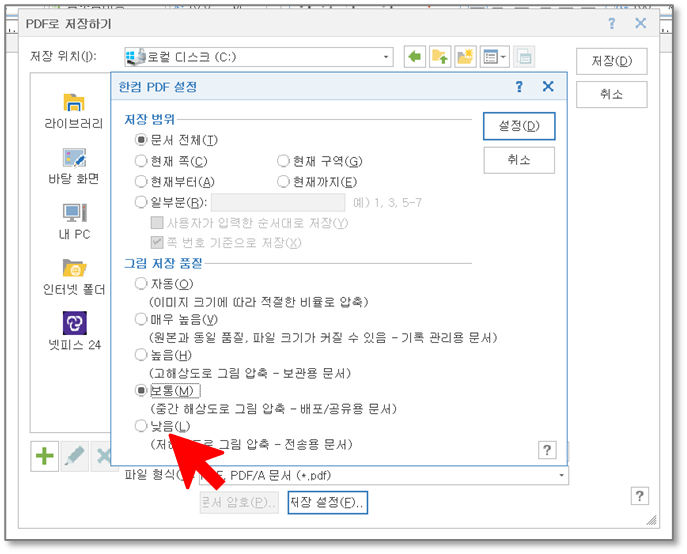 PDF로 저장하기
저장 위치(I):
로컬 디스크 (C:)
저장(D)
취소
라이브러리
바탕 화면
내 PC
인터넷 폴더
넷피스 24
한컴 PDF 설정
저장 범위
설정(D)
취소
문서 전체(T)
현재 쪽(C)
현재 구역(G)
현재부터(A)
현재까지(E)
일부분(R):
예) 1, 3, 5-7
사용자가 입력한 순서대로 저장(Y)
쪽 번호 기준으로 저장(X)
그림 저장 품질
자동(O)
(이미지 크기에 따라 적절한 비율로 압축)
매우 높음(V)
(원본과 동일 품질, 파일 크기가 커질 수 있음 - 기록 관리용 문서)
높음(H)
(고해상도로 그림 압축 - 보관용 문서)
보통(M)
(중간 해상도로 그림 압축 - 배포/공유용 문서)
낮음(L)
도로 그림 압축 - 전송용 문서)
파일 형식
PDF/A 문서 (*.pdf)
문서 암호(P)..
저장 설정(F)..